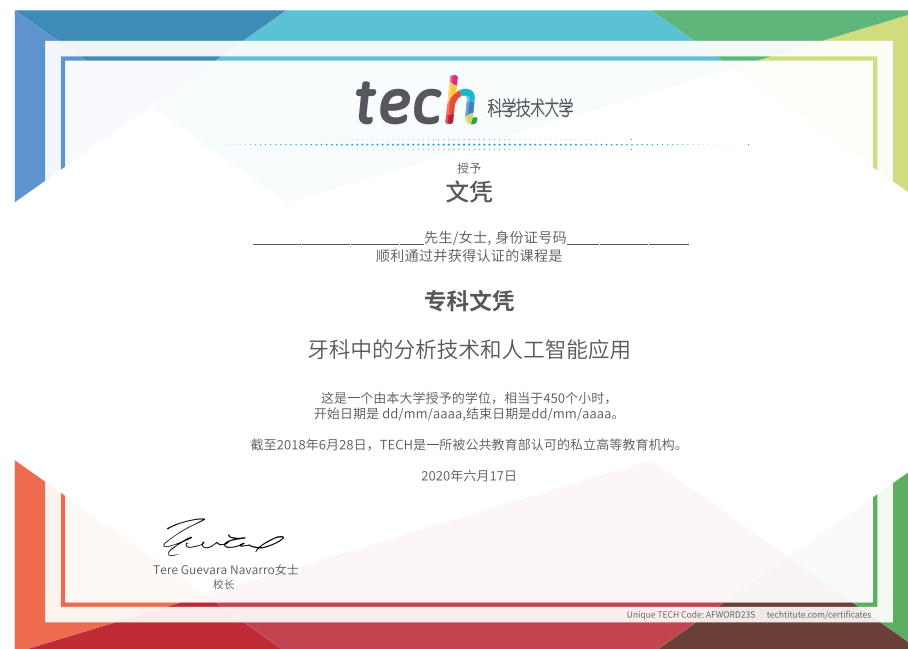 tech 科学技术大学
授予
文凭
先生/女士, 身份证号码
顺利通过并获得认证的课程是
专科文凭
牙科中的分析技术和人工智能应用
这是一个由本大学授予的学位，相当于450个小时，
开始日期是 dd/mm/aaaa,结束日期是dd/mm/aaaa。
截至2018年6月28日，TECH是一所被公共教育部认可的私立高等教育机构。
2020年六月17日
Tere Guevara Navarro女士
校长
Unique TECH Code: AFWORD23S techtitute.com/certificates